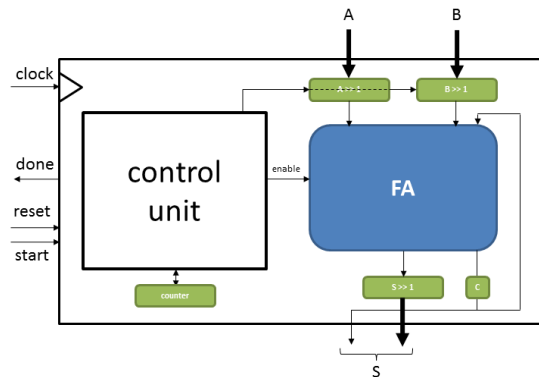 A
B
clock
A >> 1
B >> 1
control
unit
enable
FA
done
reset
start
counter
S >> 1
C
S